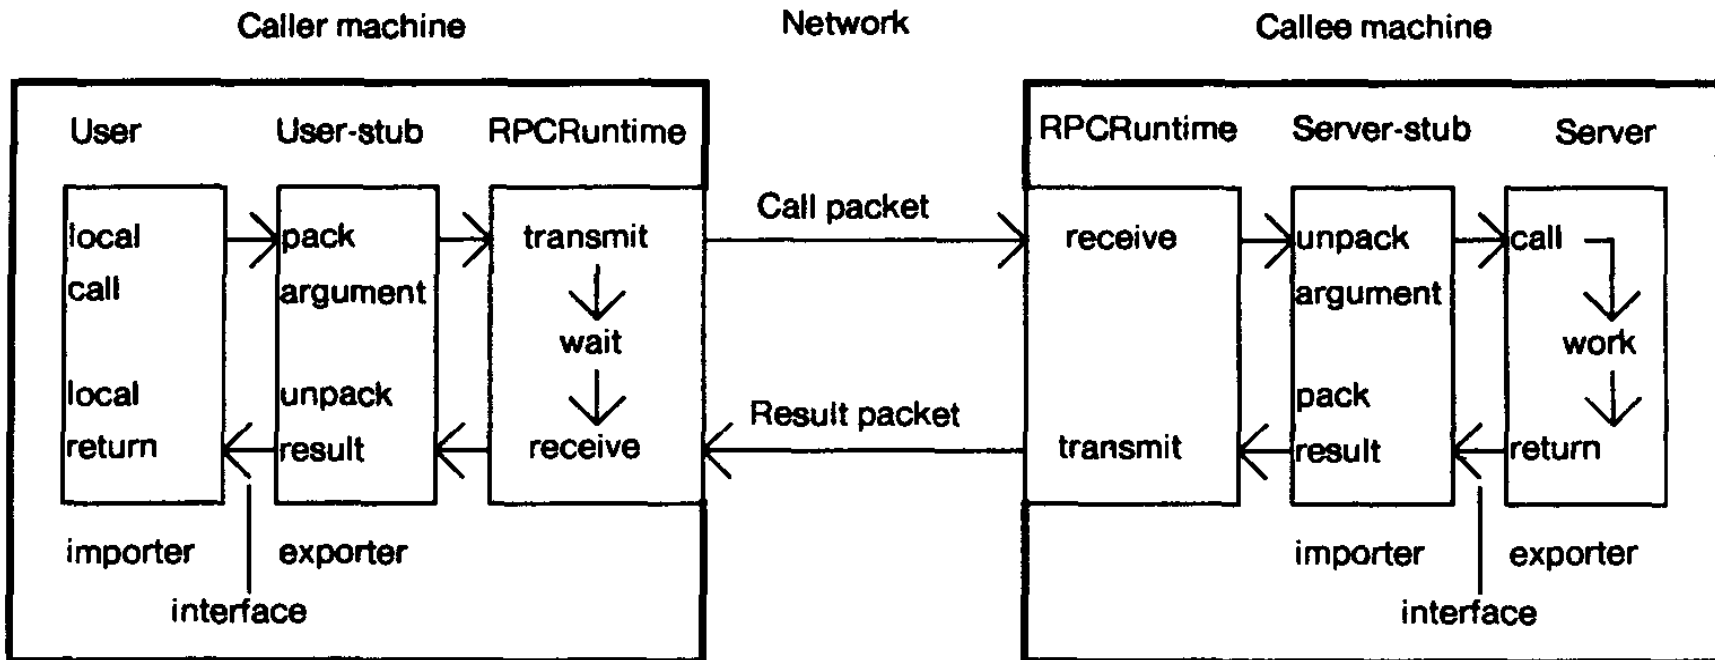 Caller machine
Network
Callee machine
User
User-stub
RPCRuntime
RPCRuntime
Server-stub
Server
local
call
pack
argument
transmit
wait
Call packet
receive
unpack
argument
call
work
local
return
unpack
result
receive
Result packet
transmit
pack
result
return
importer
exporter
interface
importer
exporter
interface